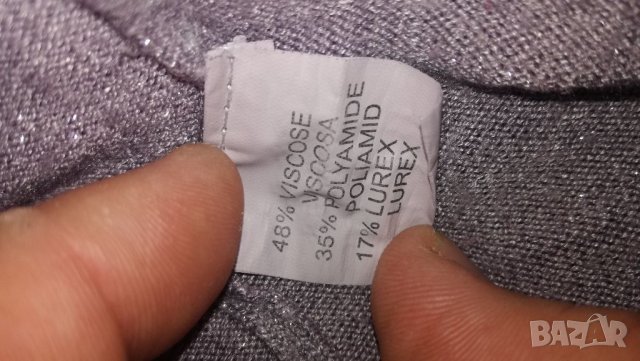 48% VISCOSE
VISCOSA
35% POLYAMIDE
POLIAMID
17% LUREX
LUREX
BAZAR